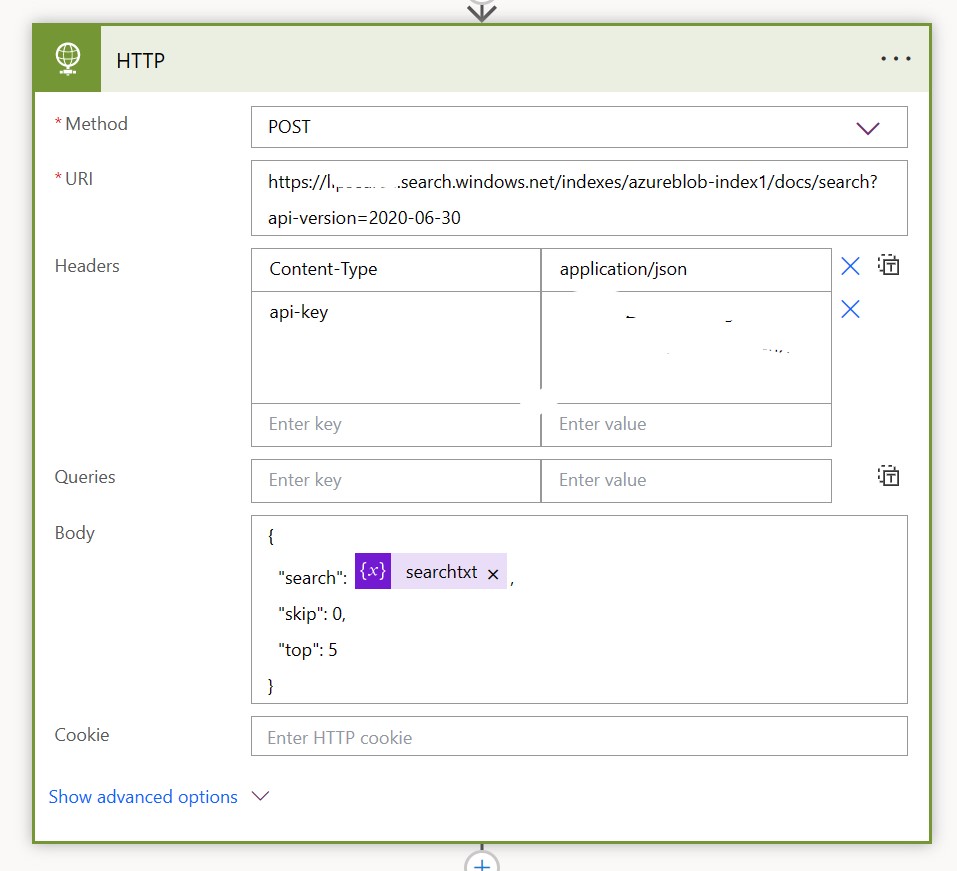 HTTP
* Method
POST
* URI
https://l .search.windows.net/indexes/azureblob-index1/docs/search?
api-version=2020-06-30
Headers
Content-Type application/json
api-key
Enter key Enter value
Queries
Enter key Enter value
Body
{
"search": {x} searchtxt × ,
"skip": 0,
"top": 5
}
Cookie
Enter HTTP cookie
Show advanced options